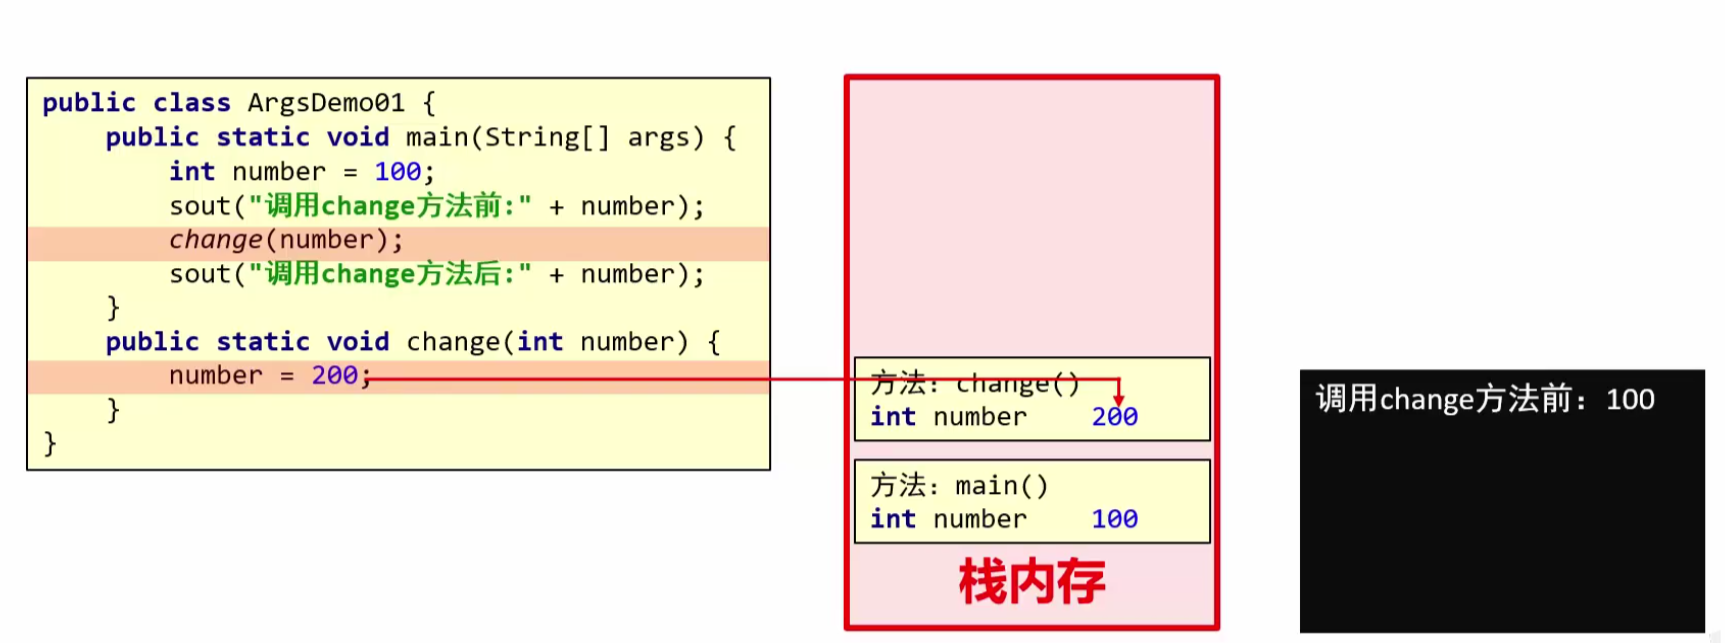 public class ArgsDemo01 {
public static void main(String[] args) {
int number = 100;
sout("调用change方法前:" + number);
change(number);
sout("调用change方法后:" + number);
}
public static void change(int number) {
number = 200;
}
}
方法：change()
int number 200
方法：main()
int number 100
栈内存
调用change方法前：100